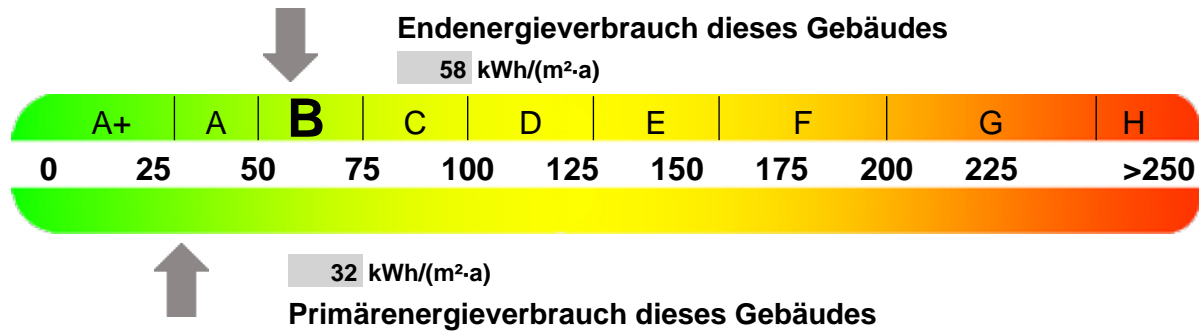 Endenergieverbrauch dieses Gebäudes
58 kWh/(m²·a)
A+ A B C D E F G H
0 25 50 75 100 125 150 175 200 225 >250
32 kWh/(m²·a)
Primärenergieverbrauch dieses Gebäudes